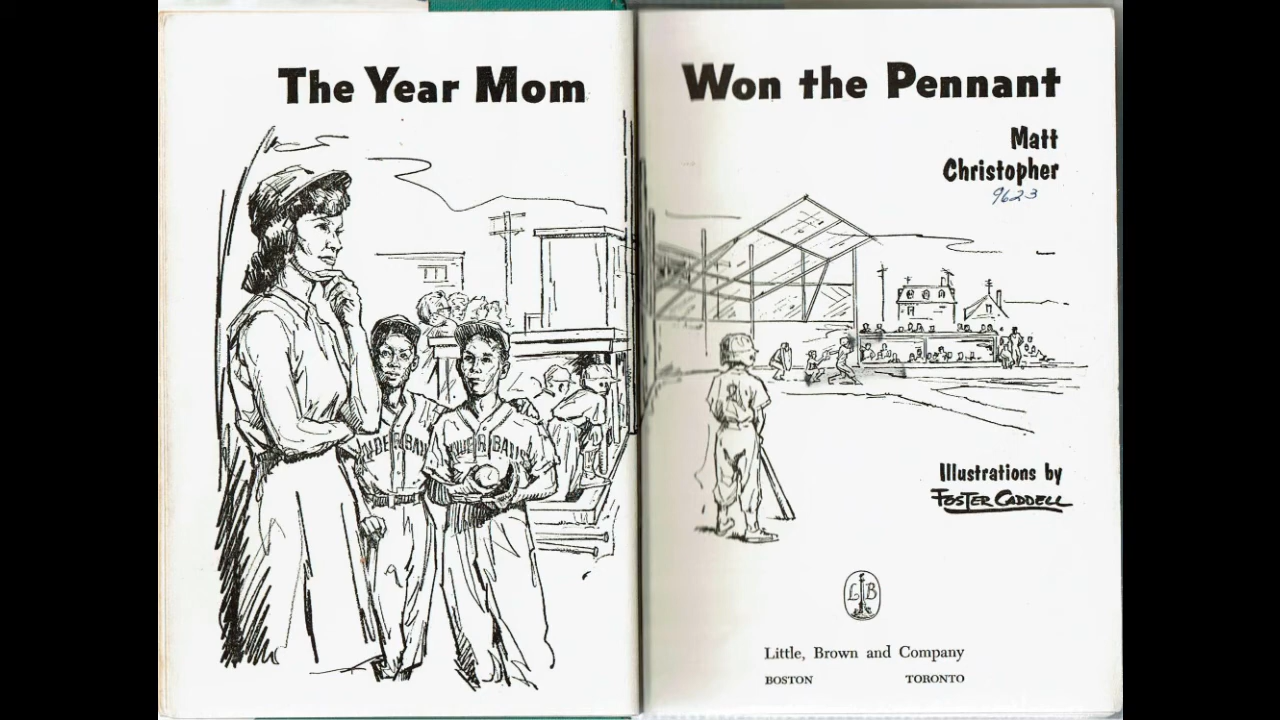 The Year Mom
Won the Pennant
Matt
Christopher
9623
Illustrations by
FOSTER CADDELL
L B
Little, Brown and Company
BOSTON TORONTO